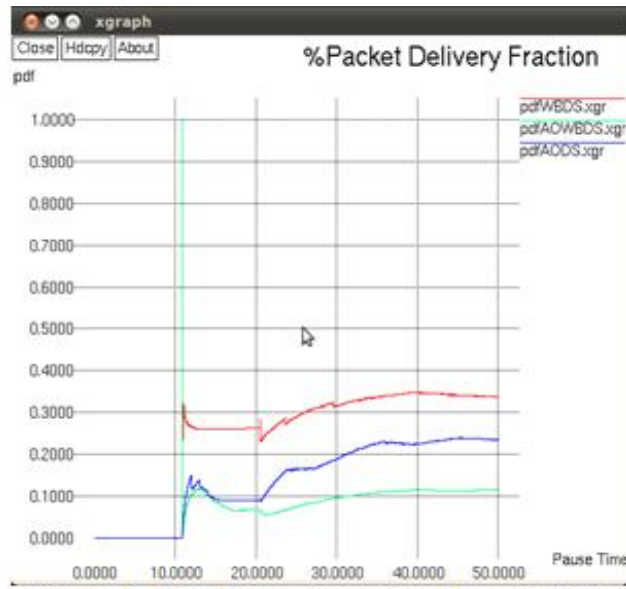 xgraph
Close Hdcpy About
%Packet Delivery Fraction
pdf
pdfWBDS.xgr
pdfAOWBDS.xgr
pdfAODS.xgr
1.0000
0.9000
0.8000
0.7000
0.6000
0.5000
0.4000
0.3000
0.2000
0.1000
0.0000
Pause Time
0.0000 10.0000 20.0000 30.0000 40.0000 50.0000